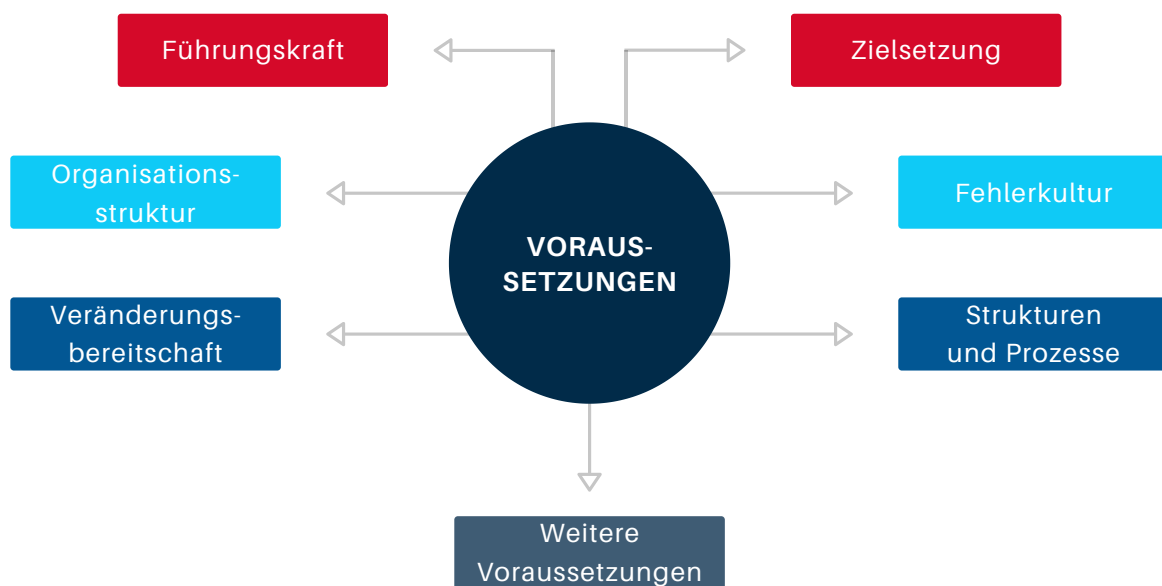 Führungskraft
Zielsetzung
Organisations-
struktur
Fehlerkultur
VORAUS-
SETZUNGEN
Veränderungs-
bereitschaft
Strukturen
und Prozesse
Weitere
Voraussetzungen